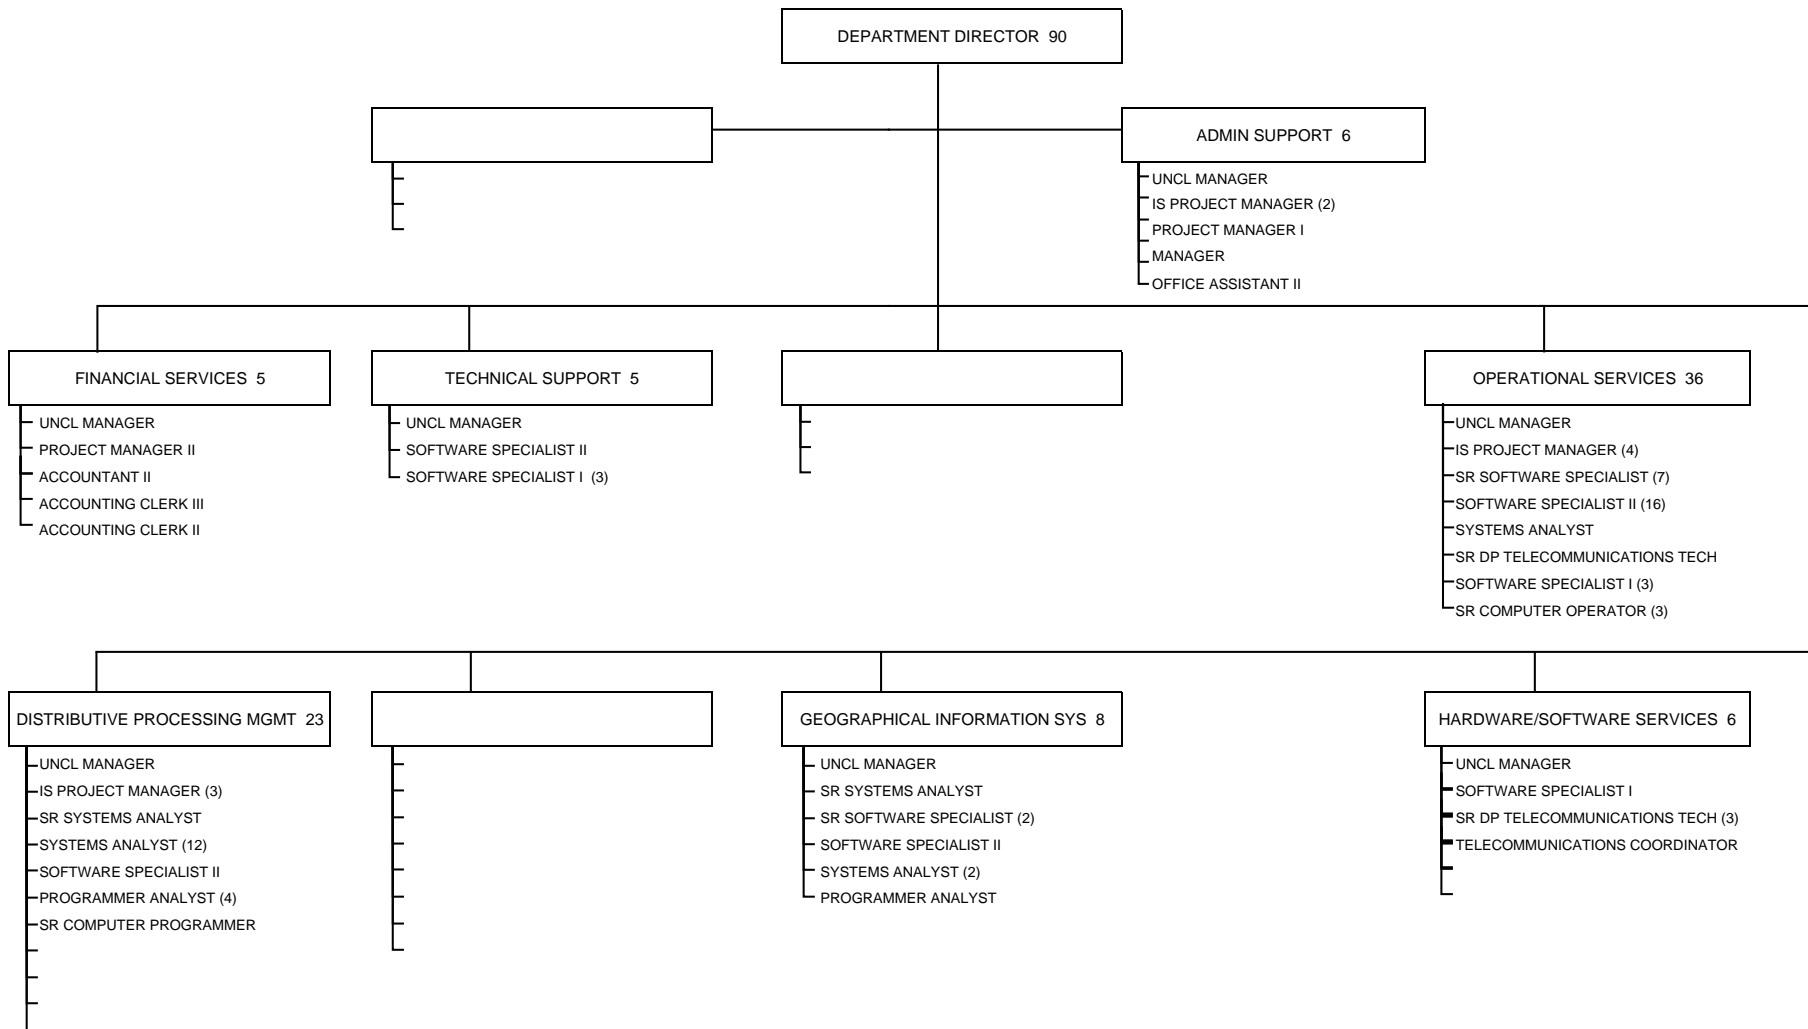 DEPARTMENT DIRECTOR 90
ADMIN SUPPORT 6
UNCL MANAGER
IS PROJECT MANAGER (2)
PROJECT MANAGER I
MANAGER
OFFICE ASSISTANT II
FINANCIAL SERVICES 5
UNCL MANAGER
PROJECT MANAGER II
ACCOUNTANT II
ACCOUNTING CLERK III
ACCOUNTING CLERK II
TECHNICAL SUPPORT 5
UNCL MANAGER
SOFTWARE SPECIALIST II
SOFTWARE SPECIALIST I (3)
OPERATIONAL SERVICES 36
UNCL MANAGER
IS PROJECT MANAGER (4)
SR SOFTWARE SPECIALIST (7)
SOFTWARE SPECIALIST II (16)
SYSTEMS ANALYST
SR DP TELECOMMUNICATIONS TECH
SOFTWARE SPECIALIST I (3)
SR COMPUTER OPERATOR (3)
DISTRIBUTIVE PROCESSING MGMT 23
UNCL MANAGER
IS PROJECT MANAGER (3)
SR SYSTEMS ANALYST
SYSTEMS ANALYST (12)
SOFTWARE SPECIALIST II
PROGRAMMER ANALYST (4)
SR COMPUTER PROGRAMMER
GEOGRAPHICAL INFORMATION SYS 8
UNCL MANAGER
SR SYSTEMS ANALYST
SR SOFTWARE SPECIALIST (2)
SOFTWARE SPECIALIST II
SYSTEMS ANALYST (2)
PROGRAMMER ANALYST
HARDWARE/SOFTWARE SERVICES 6
UNCL MANAGER
SOFTWARE SPECIALIST I
SR DP TELECOMMUNICATIONS TECH (3)
TELECOMMUNICATIONS COORDINATOR